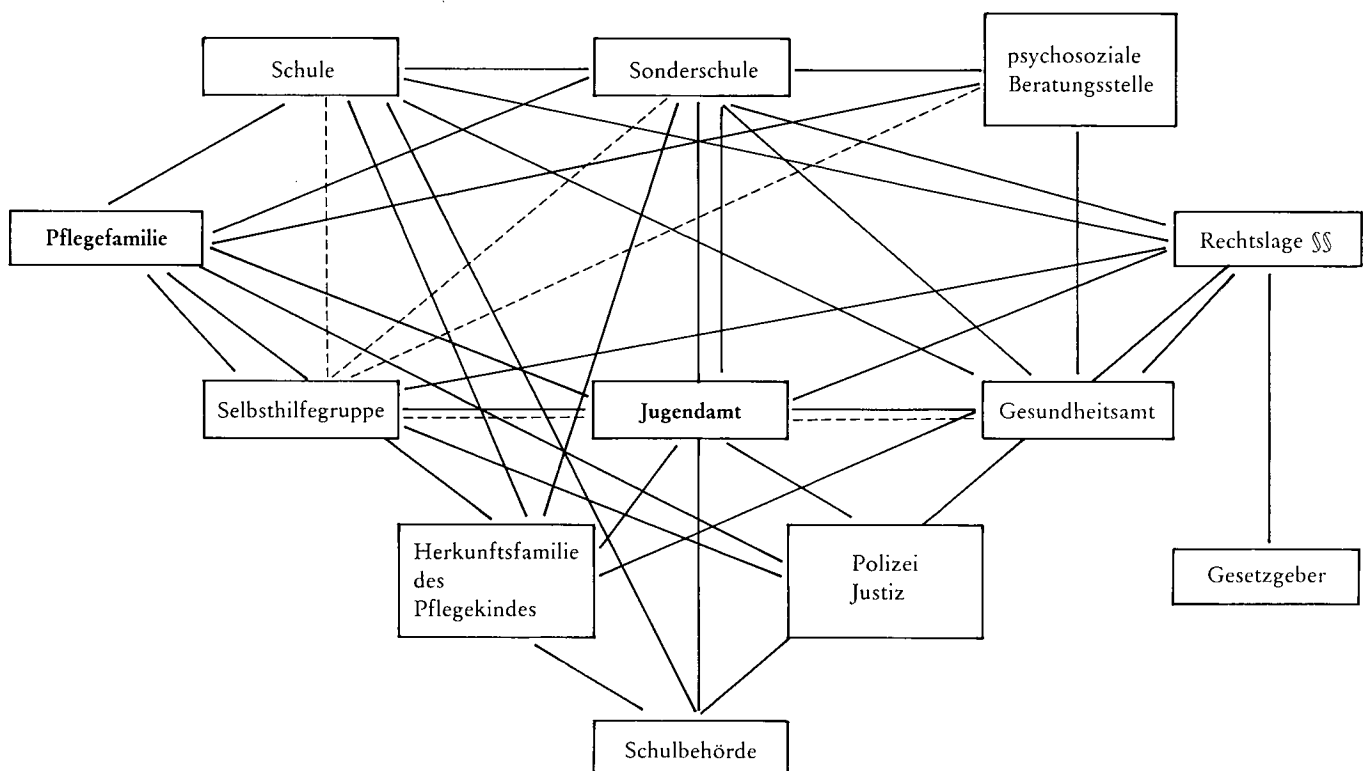 Schule
Sonderschule
psychosoziale
Beratungsstelle
Pflegefamilie
Rechtslage §§
Selbsthilfegruppe
Jugendamt
Gesundheitsamt
Herkunftsfamilie
des
Pflegekindes
Polizei
Justiz
Gesetzgeber
Schulbehörde